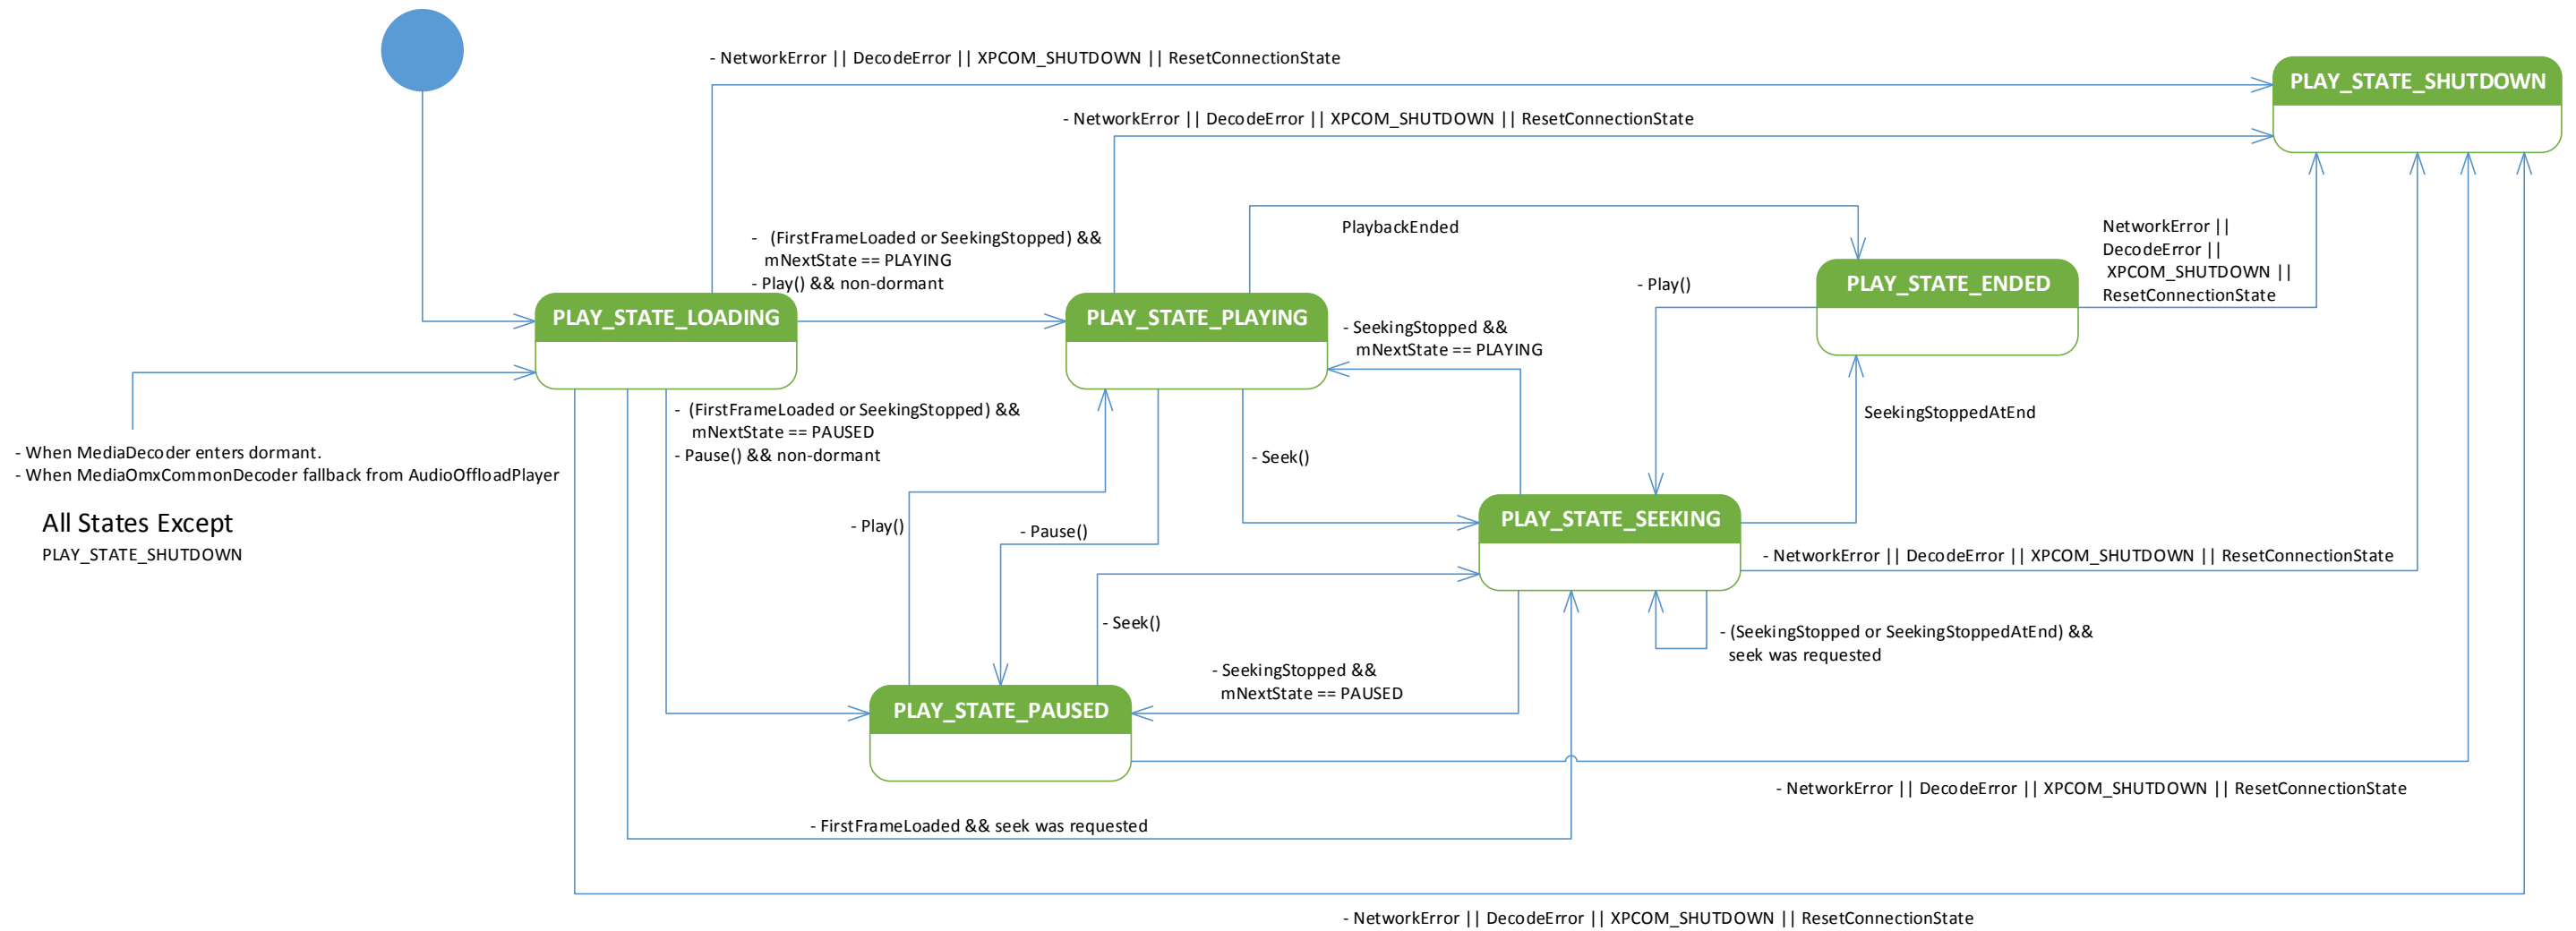 - NetworkError || DecodeError || XPCOM_SHUTDOWN || ResetConnectionState
PLAY_STATE_SHUTDOWN
- NetworkError || DecodeError || XPCOM_SHUTDOWN || ResetConnectionState
- (FirstFrameLoaded or SeekingStopped) &&
mNextState == PLAYING
- Play() && non-dormant
PlaybackEnded
NetworkError ||
DecodeError ||
XPCOM_SHUTDOWN ||
ResetConnectionState
PLAY_STATE_LOADING
PLAY_STATE_PLAYING
- Play()
PLAY_STATE_ENDED
- SeekingStopped &&
mNextState == PLAYING
- (FirstFrameLoaded or SeekingStopped) &&
mNextState == PAUSED
- Pause() && non-dormant
SeekingStoppedAtEnd
- When MediaDecoder enters dormant.
- When MediaOmxCommonDecoder fallback from AudioOffloadPlayer
- Seek()
All States Except
PLAY_STATE_SHUTDOWN
- Play()
- Pause()
PLAY_STATE_SEEKING
- NetworkError || DecodeError || XPCOM_SHUTDOWN || ResetConnectionState
- Seek()
- (SeekingStopped or SeekingStoppedAtEnd) &&
seek was requested
- SeekingStopped &&
mNextState == PAUSED
PLAY_STATE_PAUSED
- NetworkError || DecodeError || XPCOM_SHUTDOWN || ResetConnectionState
- FirstFrameLoaded && seek was requested
- NetworkError || DecodeError || XPCOM_SHUTDOWN || ResetConnectionState